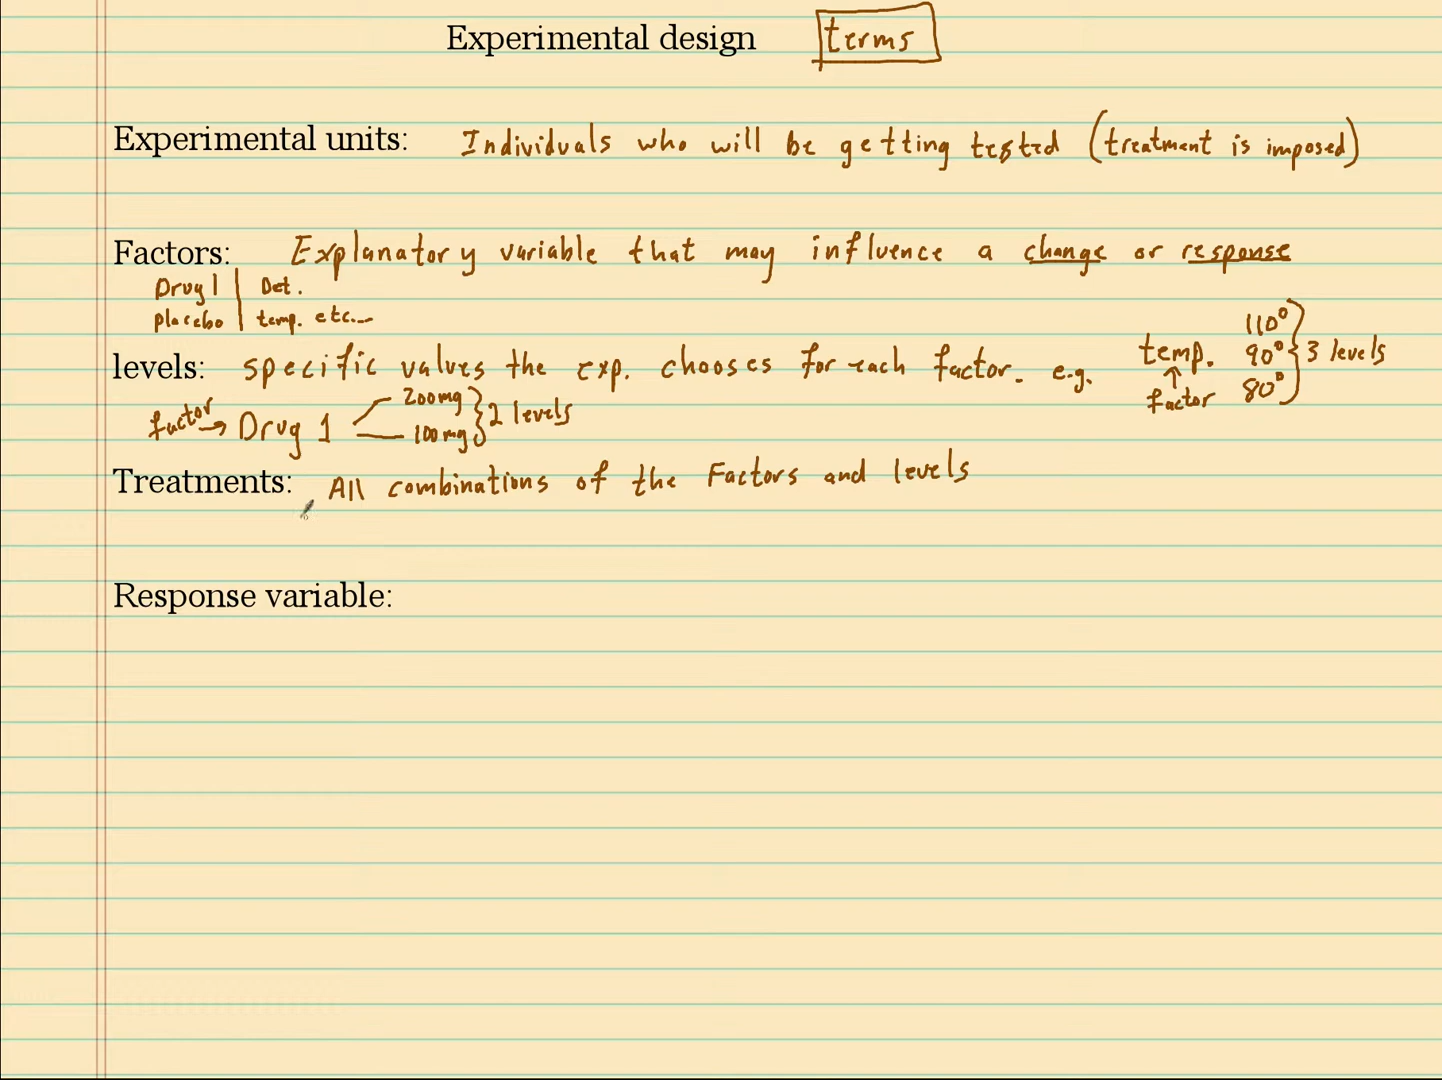 Experimental design terms
Experimental units: Individuals who will be getting tested (treatment is imposed)
Factors: Explanatory variable that may influence a change or response
Drug 1 | Det.
placebo | temp. etc...
levels: specific values the exp. chooses for each factor. e.g. temp. 110° 90° 80° } 3 levels
↑
factor
factor → Drug 1 200mg 100mg } 2 levels
Treatments: All combinations of the Factors and levels
Response variable: